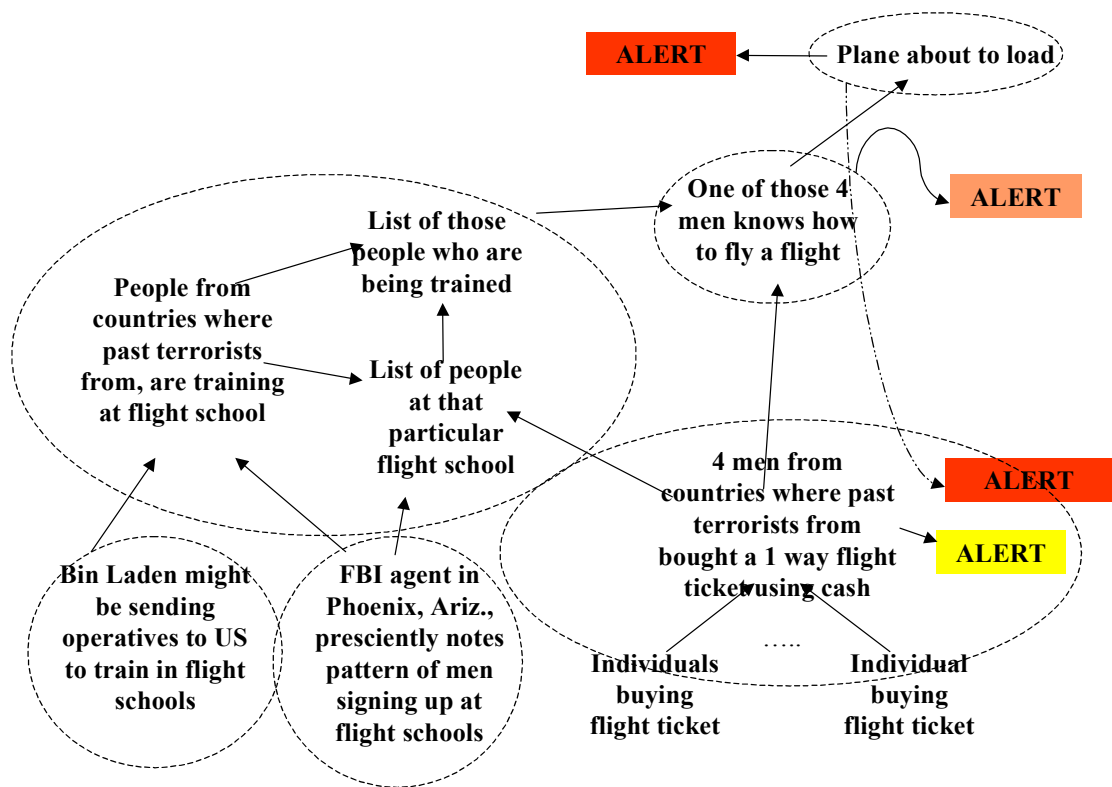 ALERT
Plane about to load
One of those 4
men knows how
to fly a flight
ALERT
List of those
people who are
being trained
People from
countries where
past terrorists
from, are training
at flight school
List of people
at that
particular
flight school
4 men from
countries where past
terrorists from
bought a 1 way flight
ticket using cash
ALERT
ALERT
Bin Laden might
be sending
operatives to US
to train in flight
schools
FBI agent in
Phoenix, Ariz.,
presciently notes
pattern of men
signing up at
flight schools
…..
Individuals
buying
flight ticket
Individual
buying
flight ticket